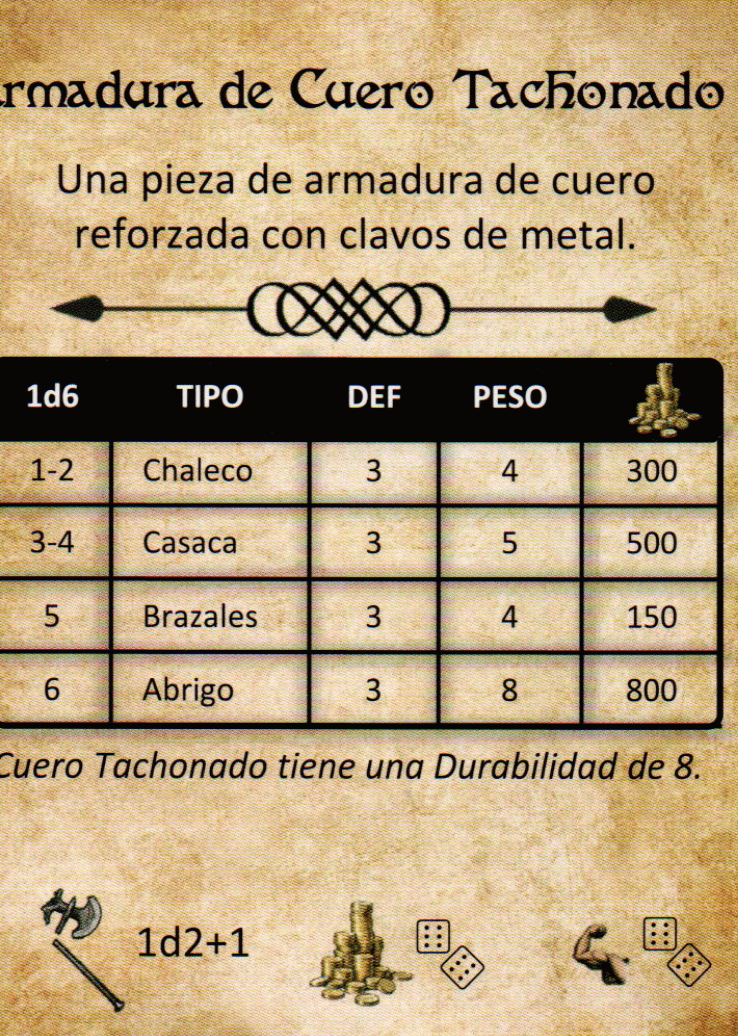 rmadura de Cuero Tachonado
Una pieza de armadura de cuero
reforzada con clavos de metal.
1d6 TIPO DEF PESO
1-2 Chaleco 3 4 300
3-4 Casaca 3 5 500
5 Brazales 3 4 150
6 Abrigo 3 8 800
Cuero Tachonado tiene una Durabilidad de 8.
1d2+1